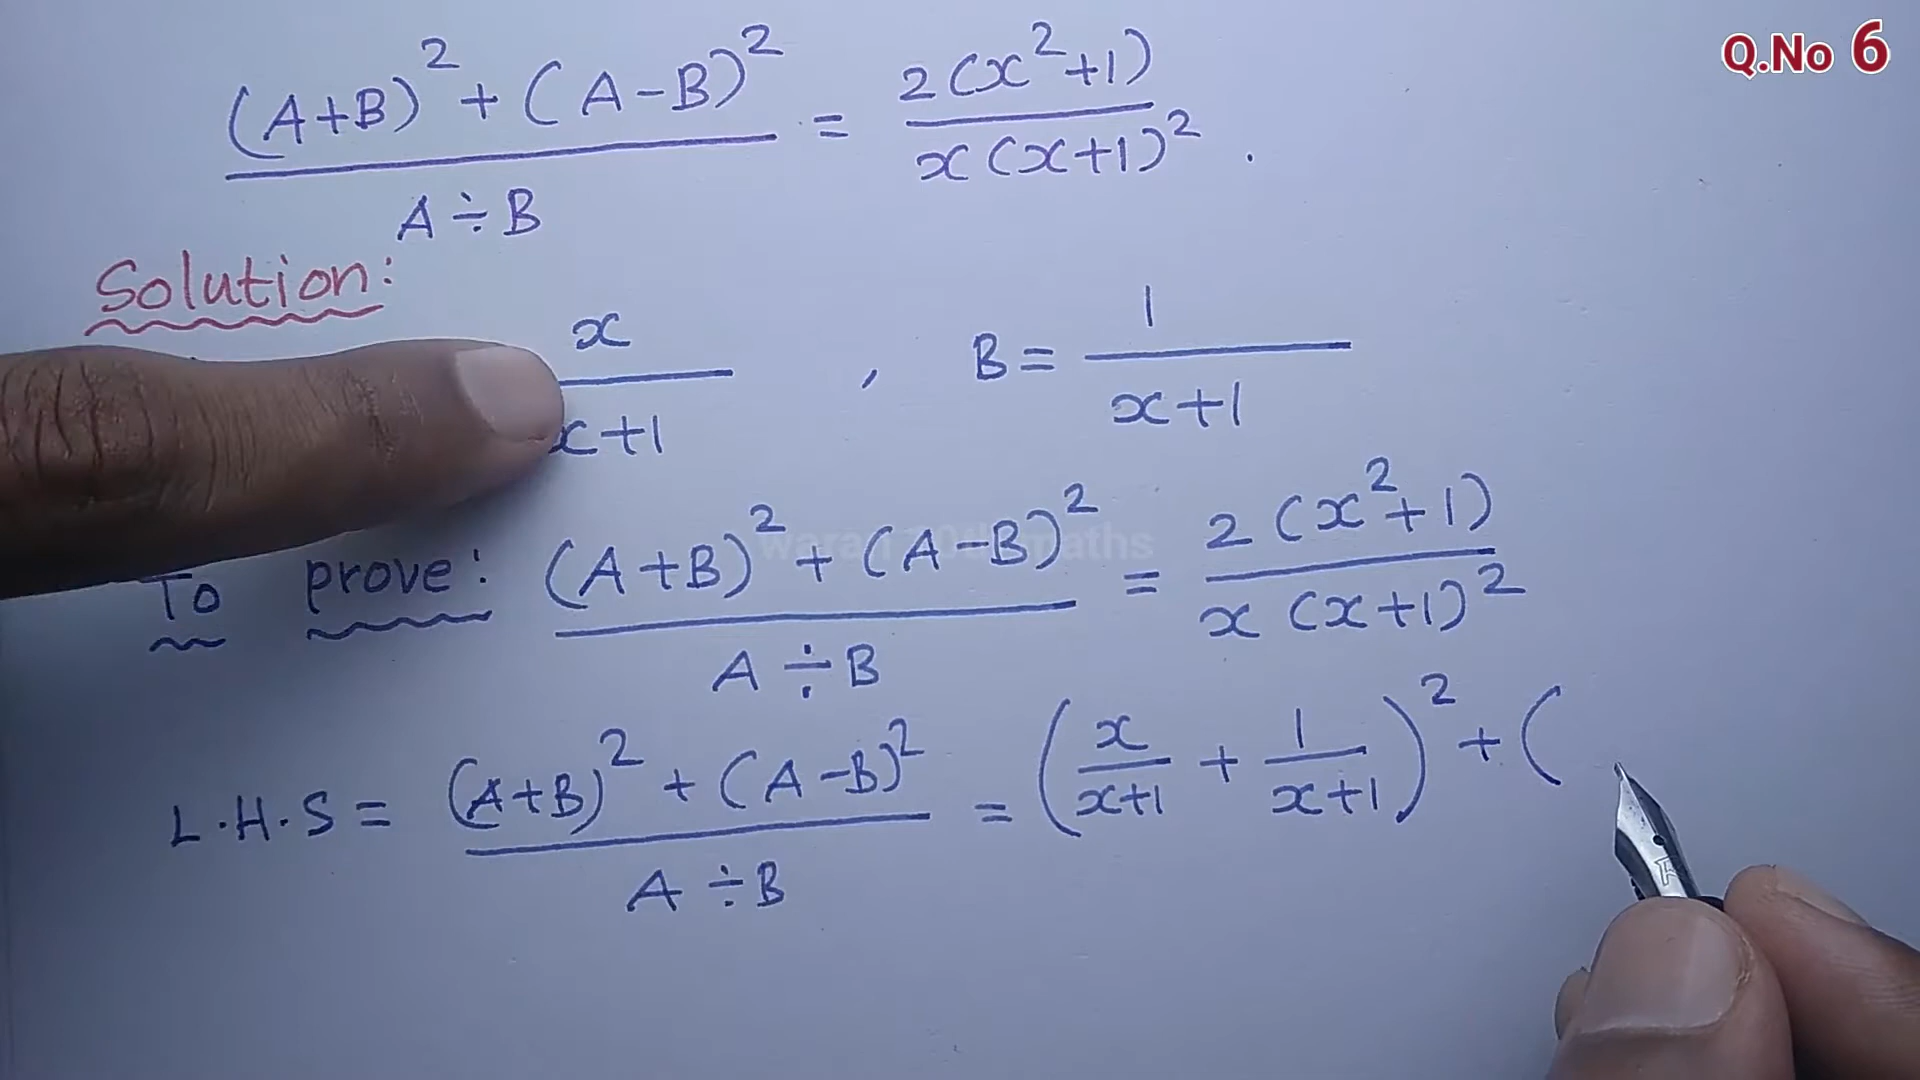 Q.No 6
(A+B)² + (A-B)² / A ÷ B = 2(x²+1) / x(x+1)² .
Solution:
x / x+1 , B = 1 / x+1
To prove: (A+B)² + (A-B)² / A ÷ B = 2(x²+1) / x(x+1)²
L.H.S = (A+B)² + (A-B)² / A ÷ B = (x/x+1 + 1/x+1)² + (